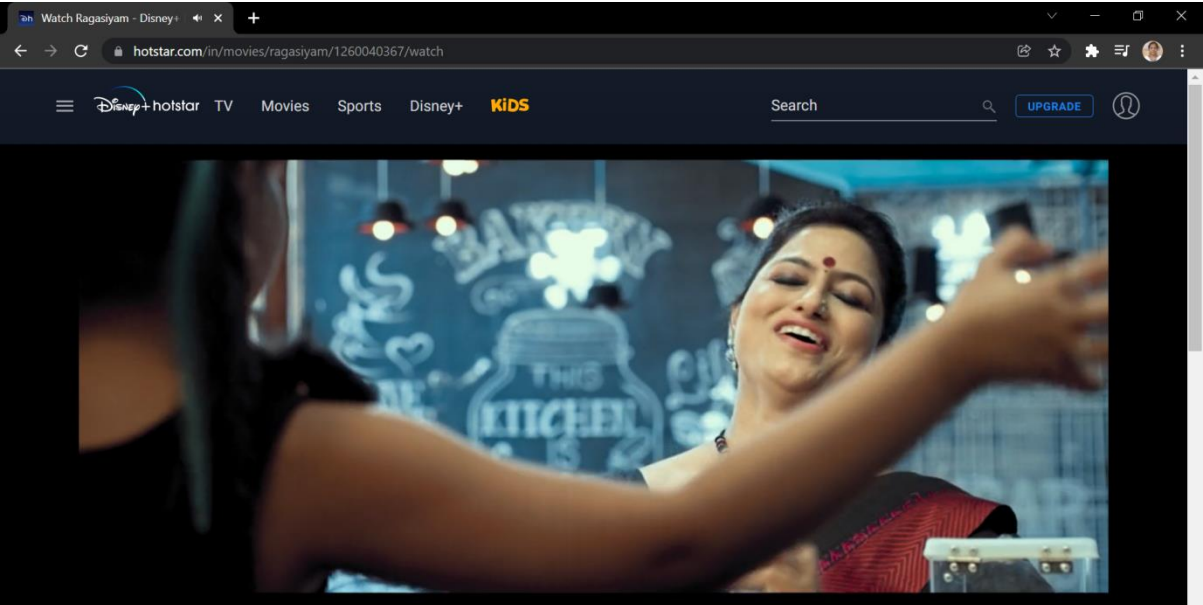 Watch Ragasiyam - Disney+
hotstar.com/in/movies/ragasiyam/1260040367/watch
Disney+ hotstar TV Movies Sports Disney+ KiDS Search UPGRADE
BAKERY
THIS
KITCHEN
IS